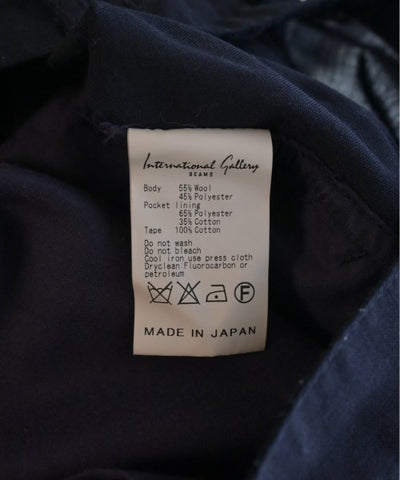 International Gallery
BEAMS
Body 55% Wool
45% Polyester
Pocket lining
65% Polyester
35% Cotton
Tape 100% Cotton
Do not wash
Do not bleach
Cool iron use press cloth
Dryclean Fluorocarbon or
petroleum
F
MADE IN JAPAN